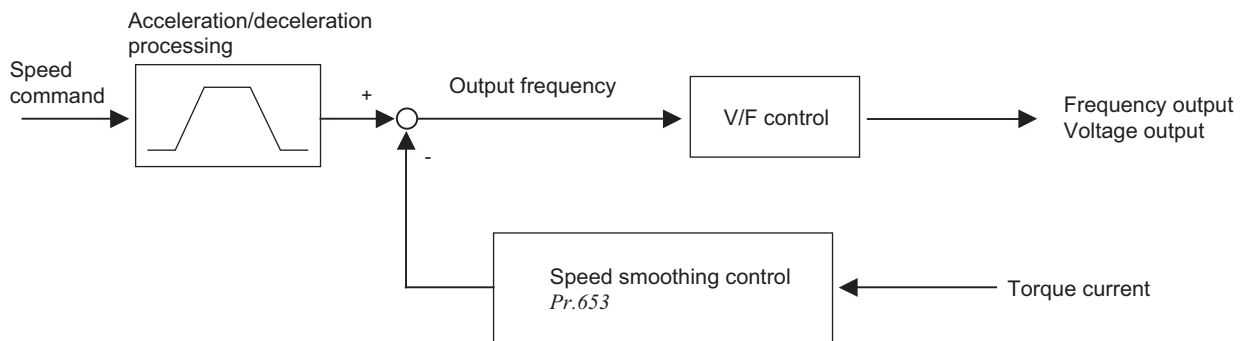 Acceleration/deceleration
processing
Speed
command
+
Output frequency
V/F control
Frequency output
Voltage output
-
Speed smoothing control
Pr.653
Torque current